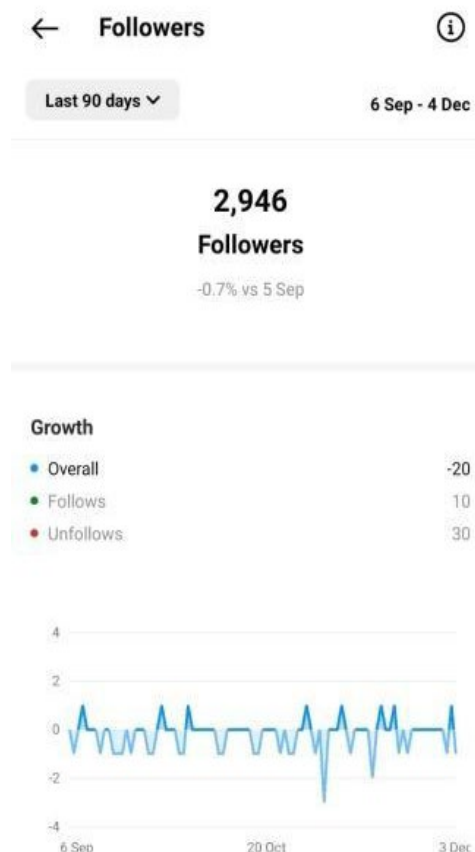 Followers
Last 90 days
6 Sep - 4 Dec
2,946
Followers
-0.7% vs 5 Sep
Growth
Overall -20
Follows 10
Unfollows 30
4
2
0
-2
-4
6 Sep 20 Oct 3 Dec